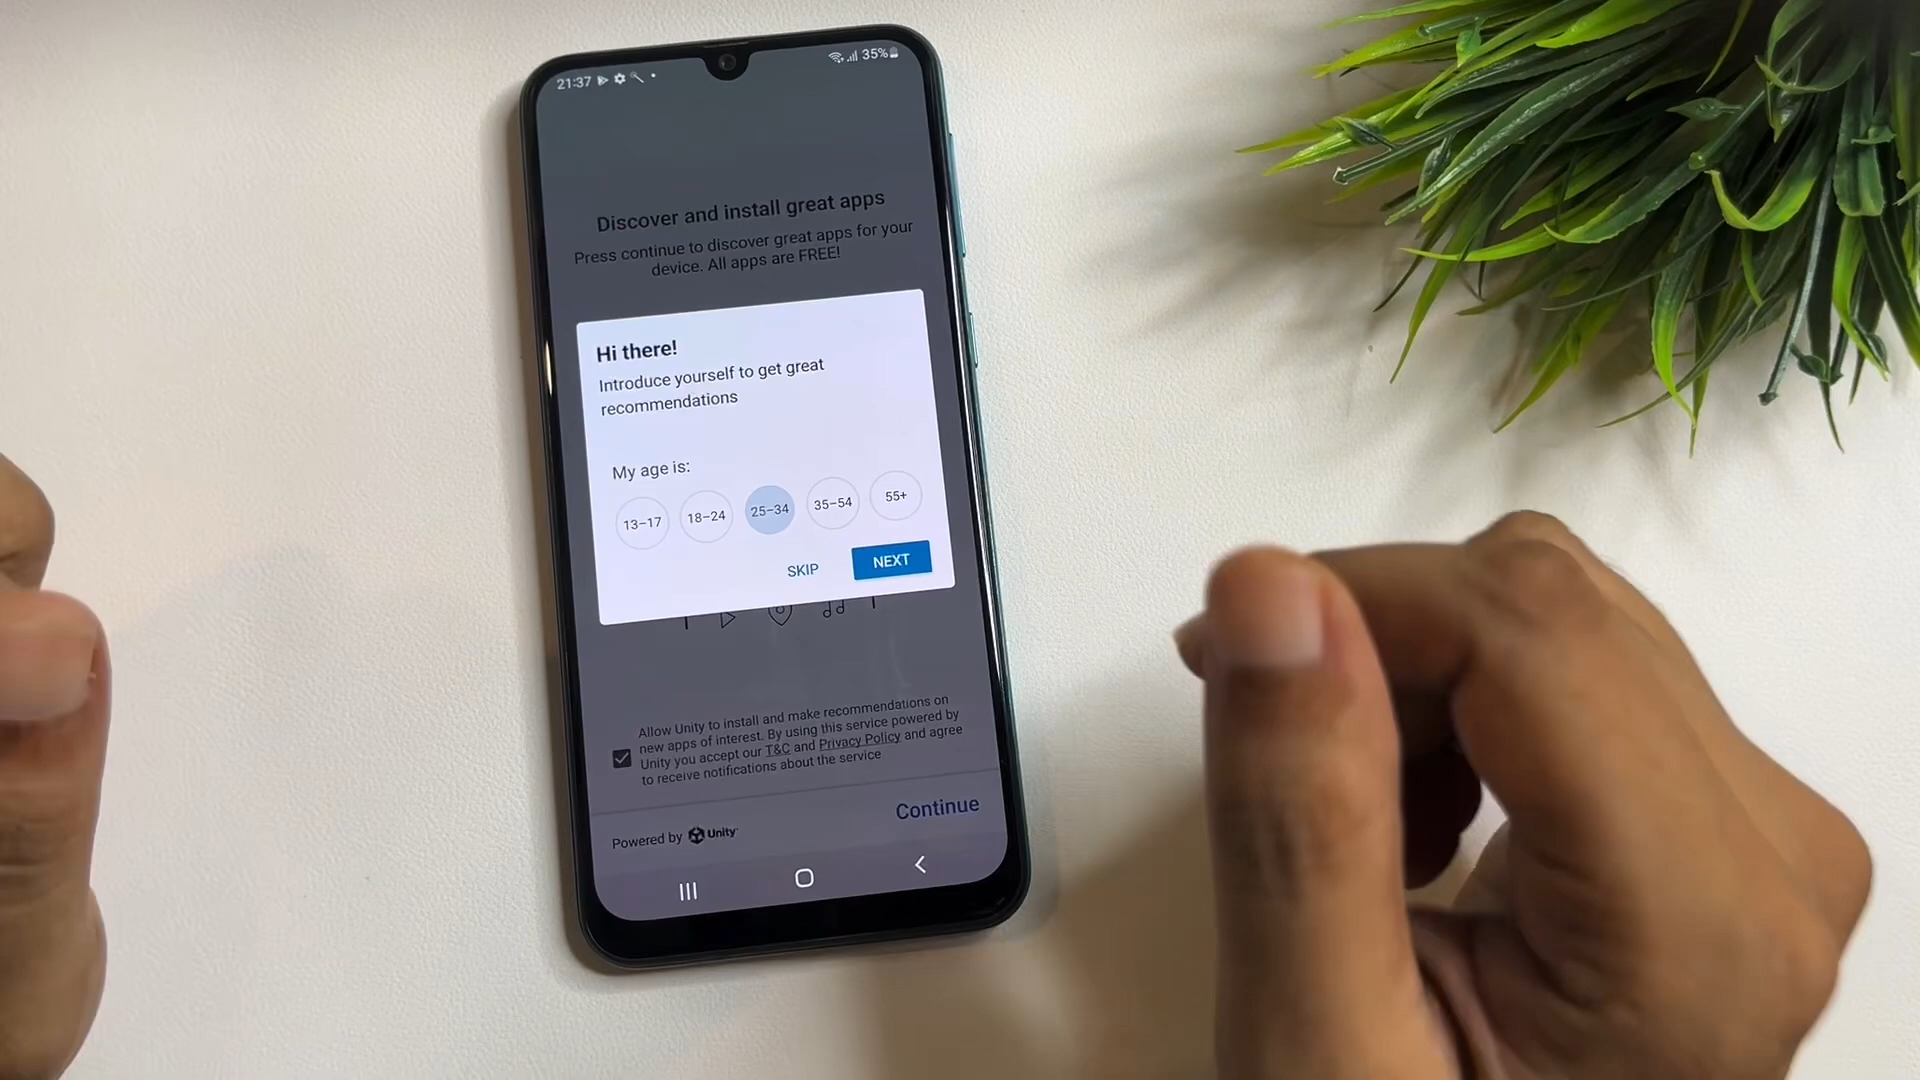 21:37
35%
Discover and install great apps
Press continue to discover great apps for your
device. All apps are FREE!
Hi there!
Introduce yourself to get great
recommendations
My age is:
13–17 18–24 25–34 35–54 55+
SKIP NEXT
Allow Unity to install and make recommendations on
new apps of interest. By using this service powered by
Unity you accept our T&C and Privacy Policy and agree
to receive notifications about the service
Continue
Powered by Unity